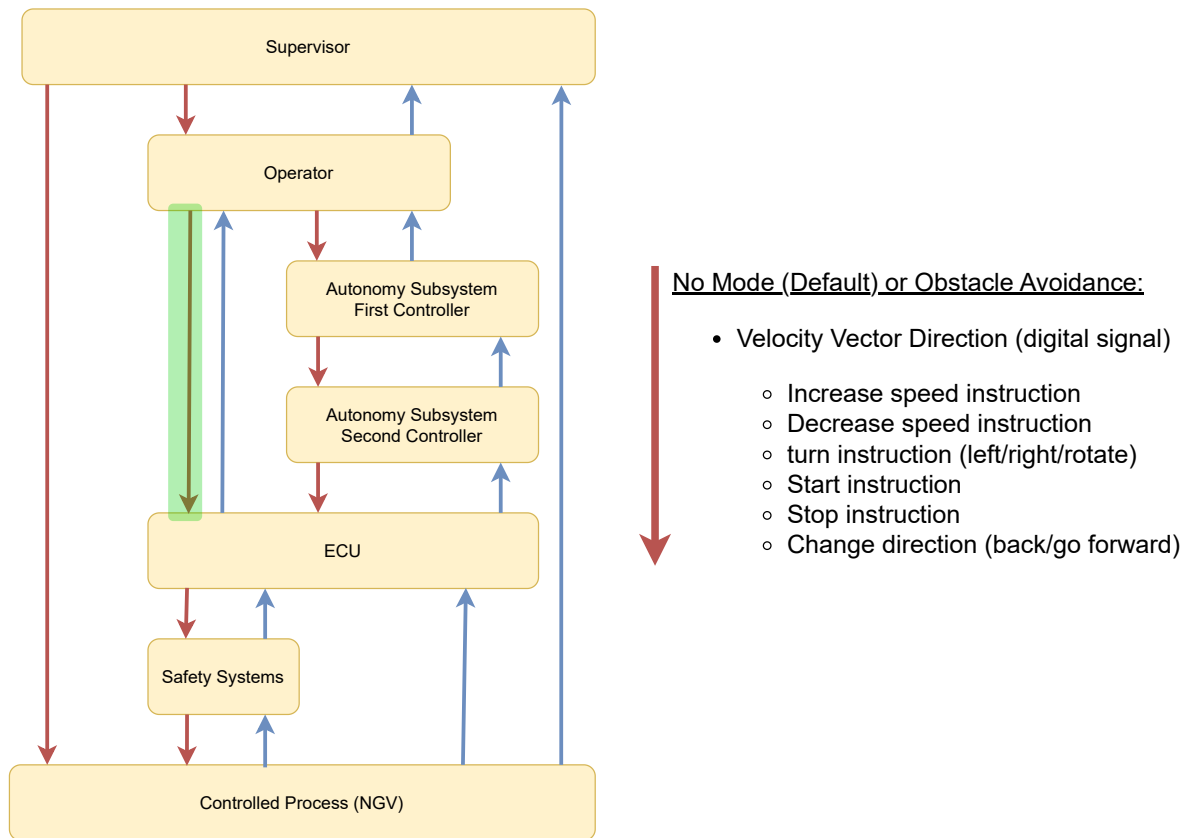 Supervisor
Operator
Autonomy Subsystem
First Controller
Autonomy Subsystem
Second Controller
ECU
Safety Systems
Controlled Process (NGV)
No Mode (Default) or Obstacle Avoidance:
• Velocity Vector Direction (digital signal)
○ Increase speed instruction
○ Decrease speed instruction
○ turn instruction (left/right/rotate)
○ Start instruction
○ Stop instruction
○ Change direction (back/go forward)